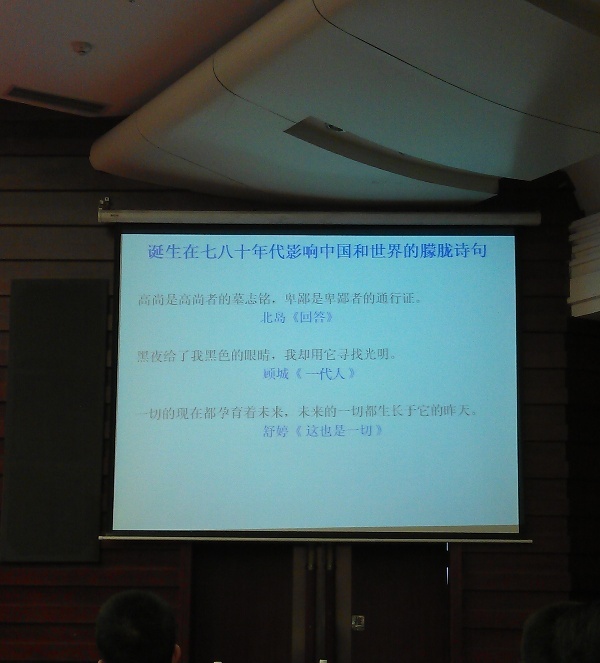 诞生在七八十年代影响中国和世界的朦胧诗句
高尚是高尚者的墓志铭，卑鄙是卑鄙者的通行证。
北岛《回答》
黑夜给了我黑色的眼睛，我却用它寻找光明。
顾城《一代人》
一切的现在都孕育着未来，未来的一切都生长于它的昨天。
舒婷《这也是一切》